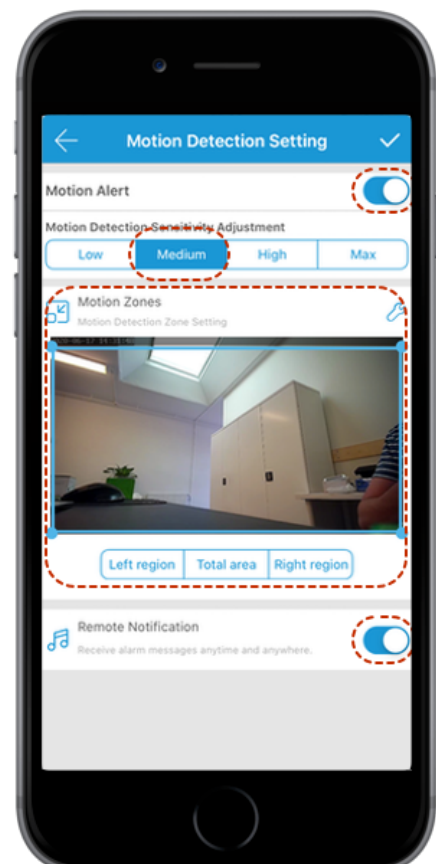 Motion Detection Setting
Motion Alert
Motion Detection Sensitivity Adjustment
Low Medium High Max
Motion Zones
Motion Detection Zone Setting
Left region Total area Right region
Remote Notification
Receive alarm messages anytime and anywhere.